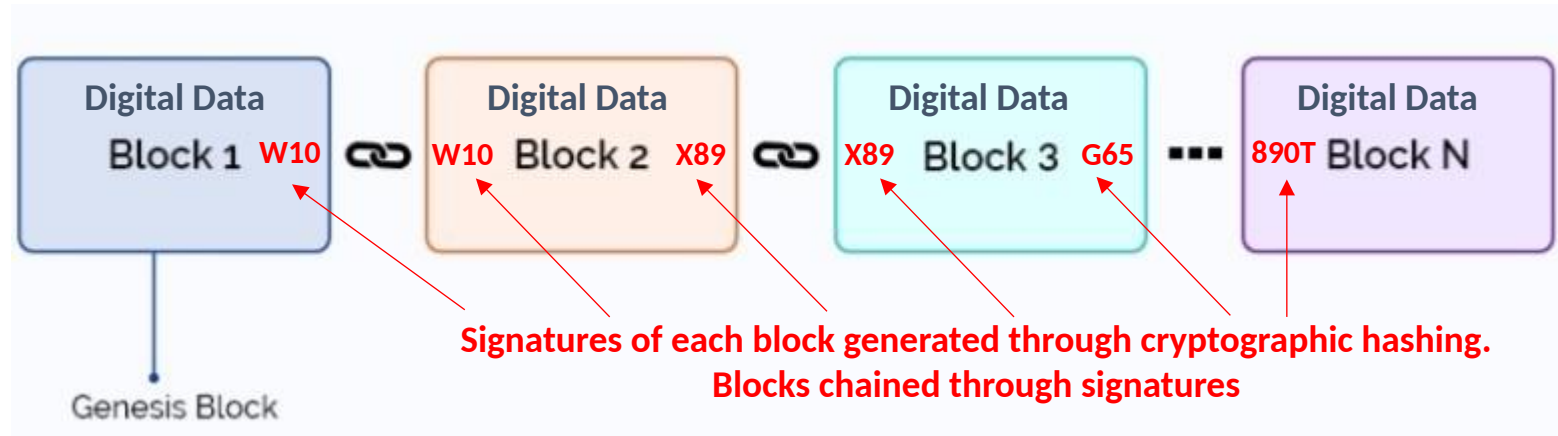 Digital Data
Block 1 W10
Digital Data
W10 Block 2 X89
Digital Data
X89 Block 3 G65
Digital Data
890T Block N
Signatures of each block generated through cryptographic hashing.
Blocks chained through signatures
Genesis Block